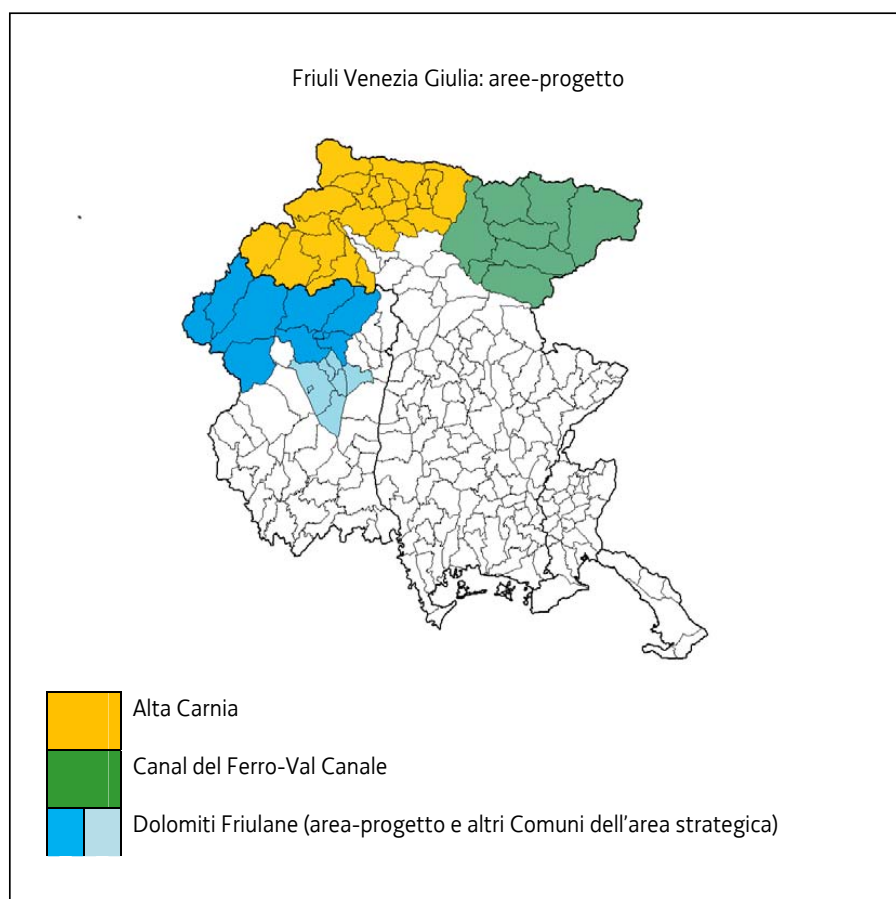 Friuli Venezia Giulia: aree-progetto
Alta Carnia
Canal del Ferro-Val Canale
Dolomiti Friulane (area-progetto e altri Comuni dell'area strategica)